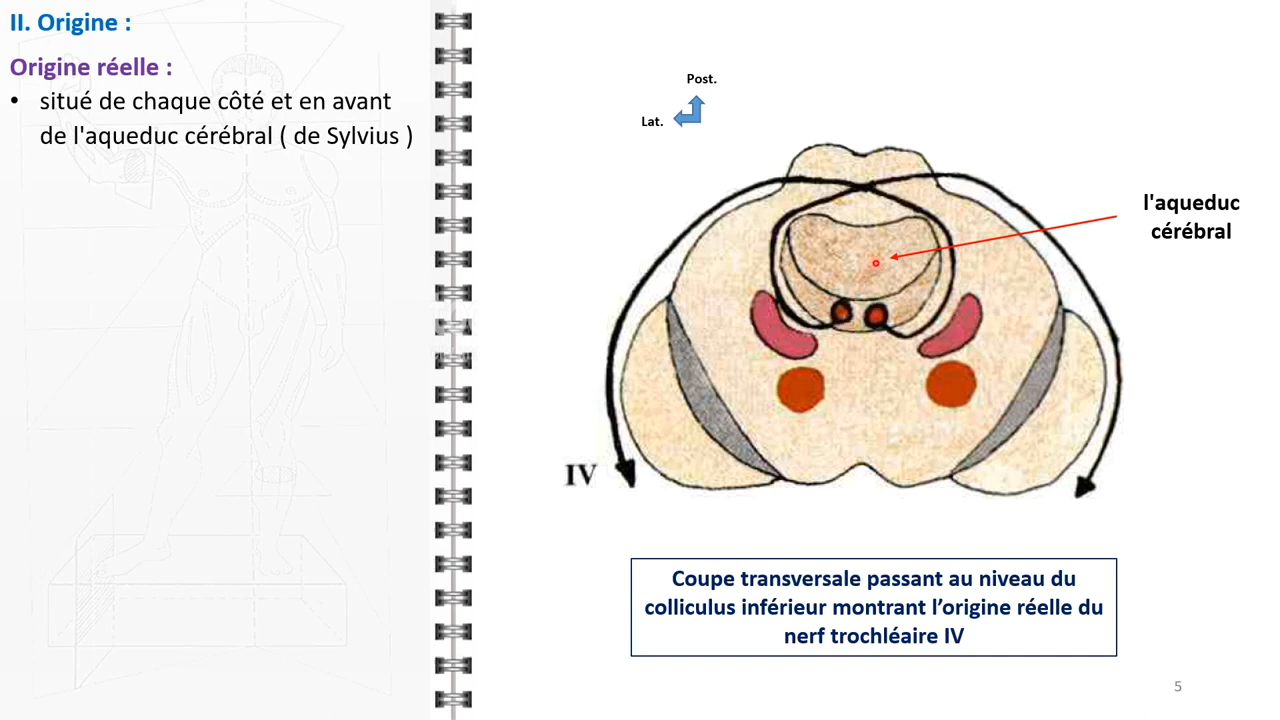 II. Origine :
Origine réelle :
• situé de chaque côté et en avant
de l'aqueduc cérébral ( de Sylvius )
Post.
Lat.
l'aqueduc
cérébral
IV
Coupe transversale passant au niveau du
colliculus inférieur montrant l’origine réelle du
nerf trochléaire IV
5